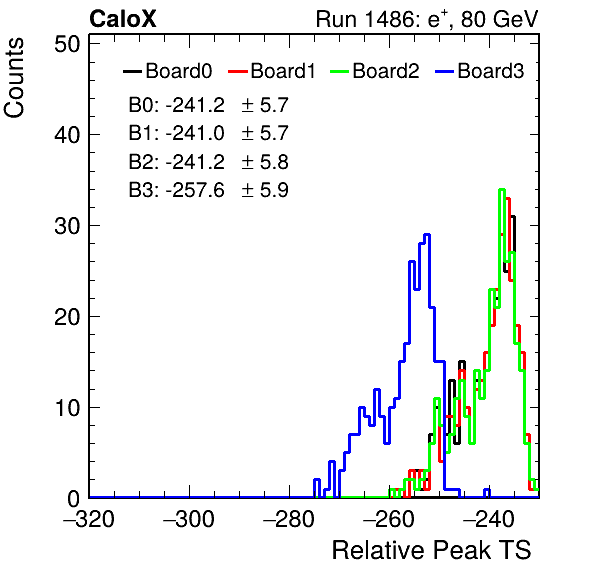 CaloX Run 1486: e+, 80 GeV
Counts
50
Board0 Board1 Board2 Board3
B0: -241.2 ± 5.7
B1: -241.0 ± 5.7
B2: -241.2 ± 5.8
B3: -257.6 ± 5.9
40
30
20
10
0
−320 −300 −280 −260 −240
Relative Peak TS